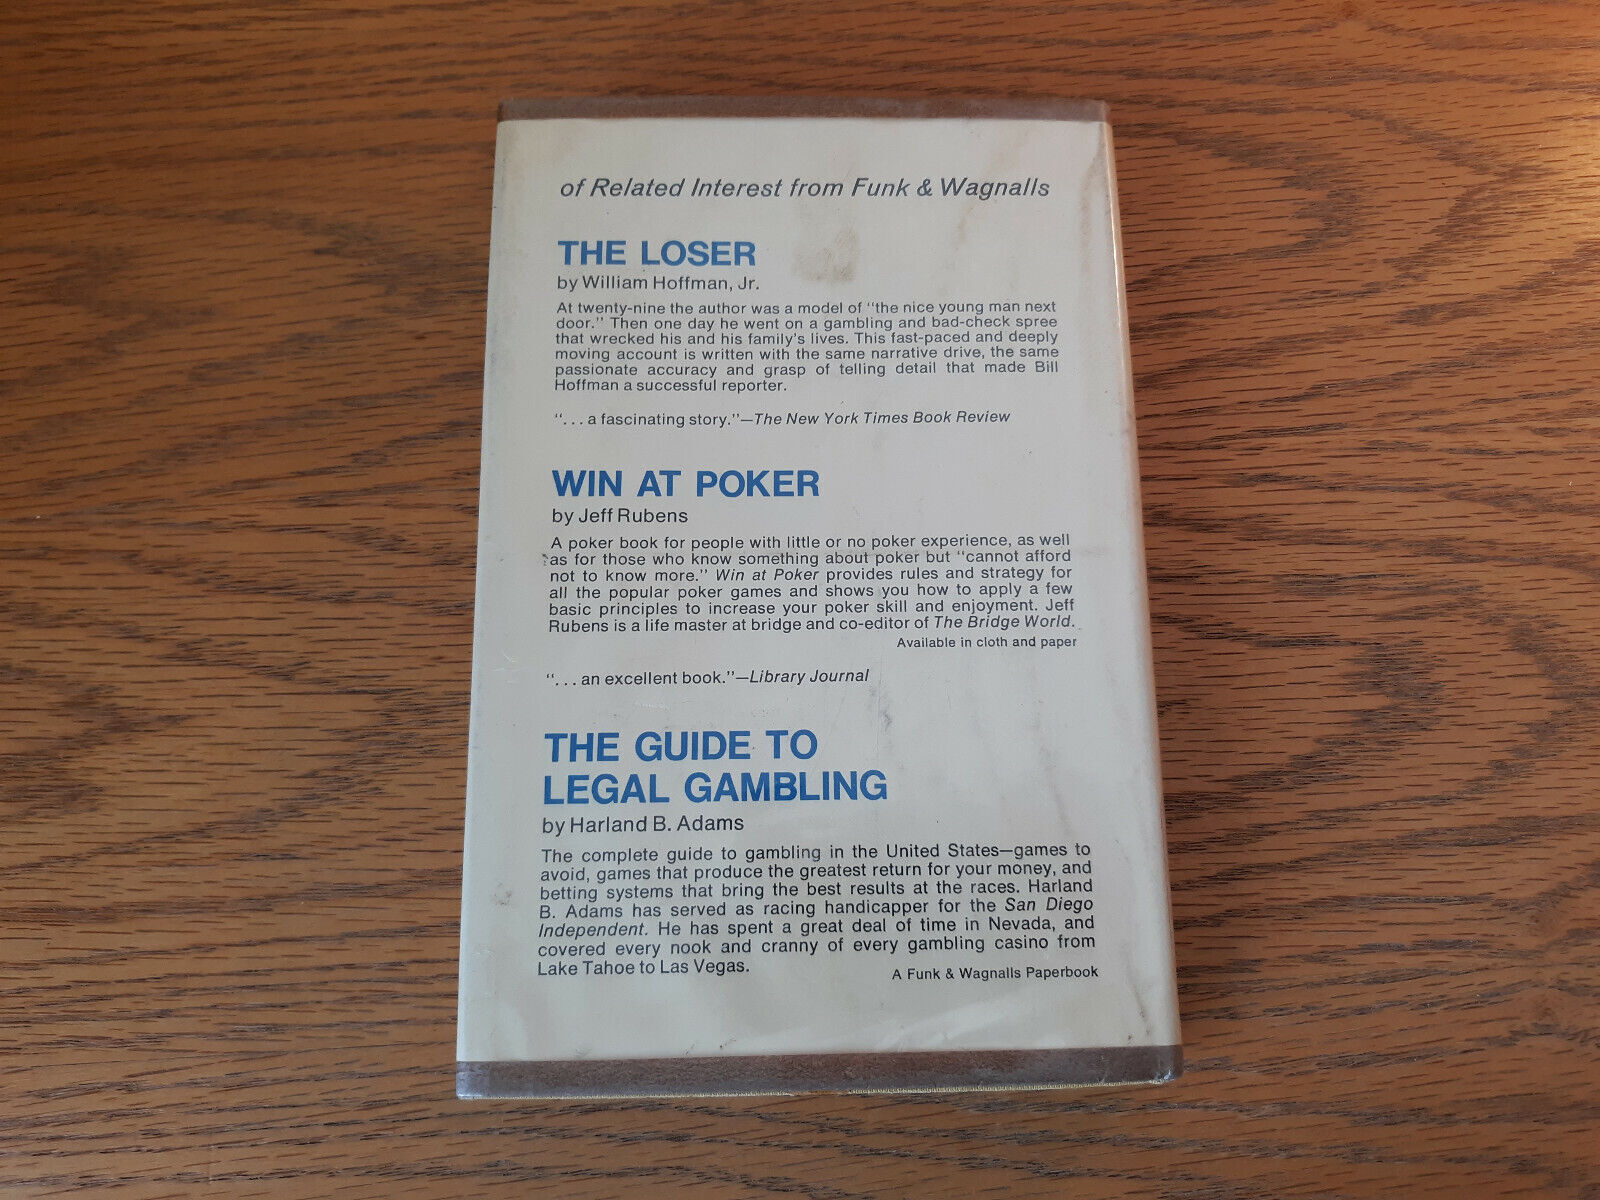 of Related Interest from Funk & Wagnalls
THE LOSER
by William Hoffman, Jr.
At twenty-nine the author was a model of "the nice young man next
door." Then one day he went on a gambling and bad-check spree
that wrecked his and his family's lives. This fast-paced and deeply
moving account is written with the same narrative drive, the same
passionate accuracy and grasp of telling detail that made Bill
Hoffman a successful reporter.
"... a fascinating story."—The New York Times Book Review
WIN AT POKER
by Jeff Rubens
A poker book for people with little or no poker experience, as well
as for those who know something about poker but "cannot afford
not to know more." Win at Poker provides rules and strategy for
all the popular poker games and shows you how to apply a few
basic principles to increase your poker skill and enjoyment. Jeff
Rubens is a life master at bridge and co-editor of The Bridge World.
Available in cloth and paper
"... an excellent book."—Library Journal
THE GUIDE TO
LEGAL GAMBLING
by Harland B. Adams
The complete guide to gambling in the United States—games to
avoid, games that produce the greatest return for your money, and
betting systems that bring the best results at the races. Harland
B. Adams has served as racing handicapper for the San Diego
Independent. He has spent a great deal of time in Nevada, and
covered every nook and cranny of every gambling casino from
Lake Tahoe to Las Vegas.
A Funk & Wagnalls Paperbook